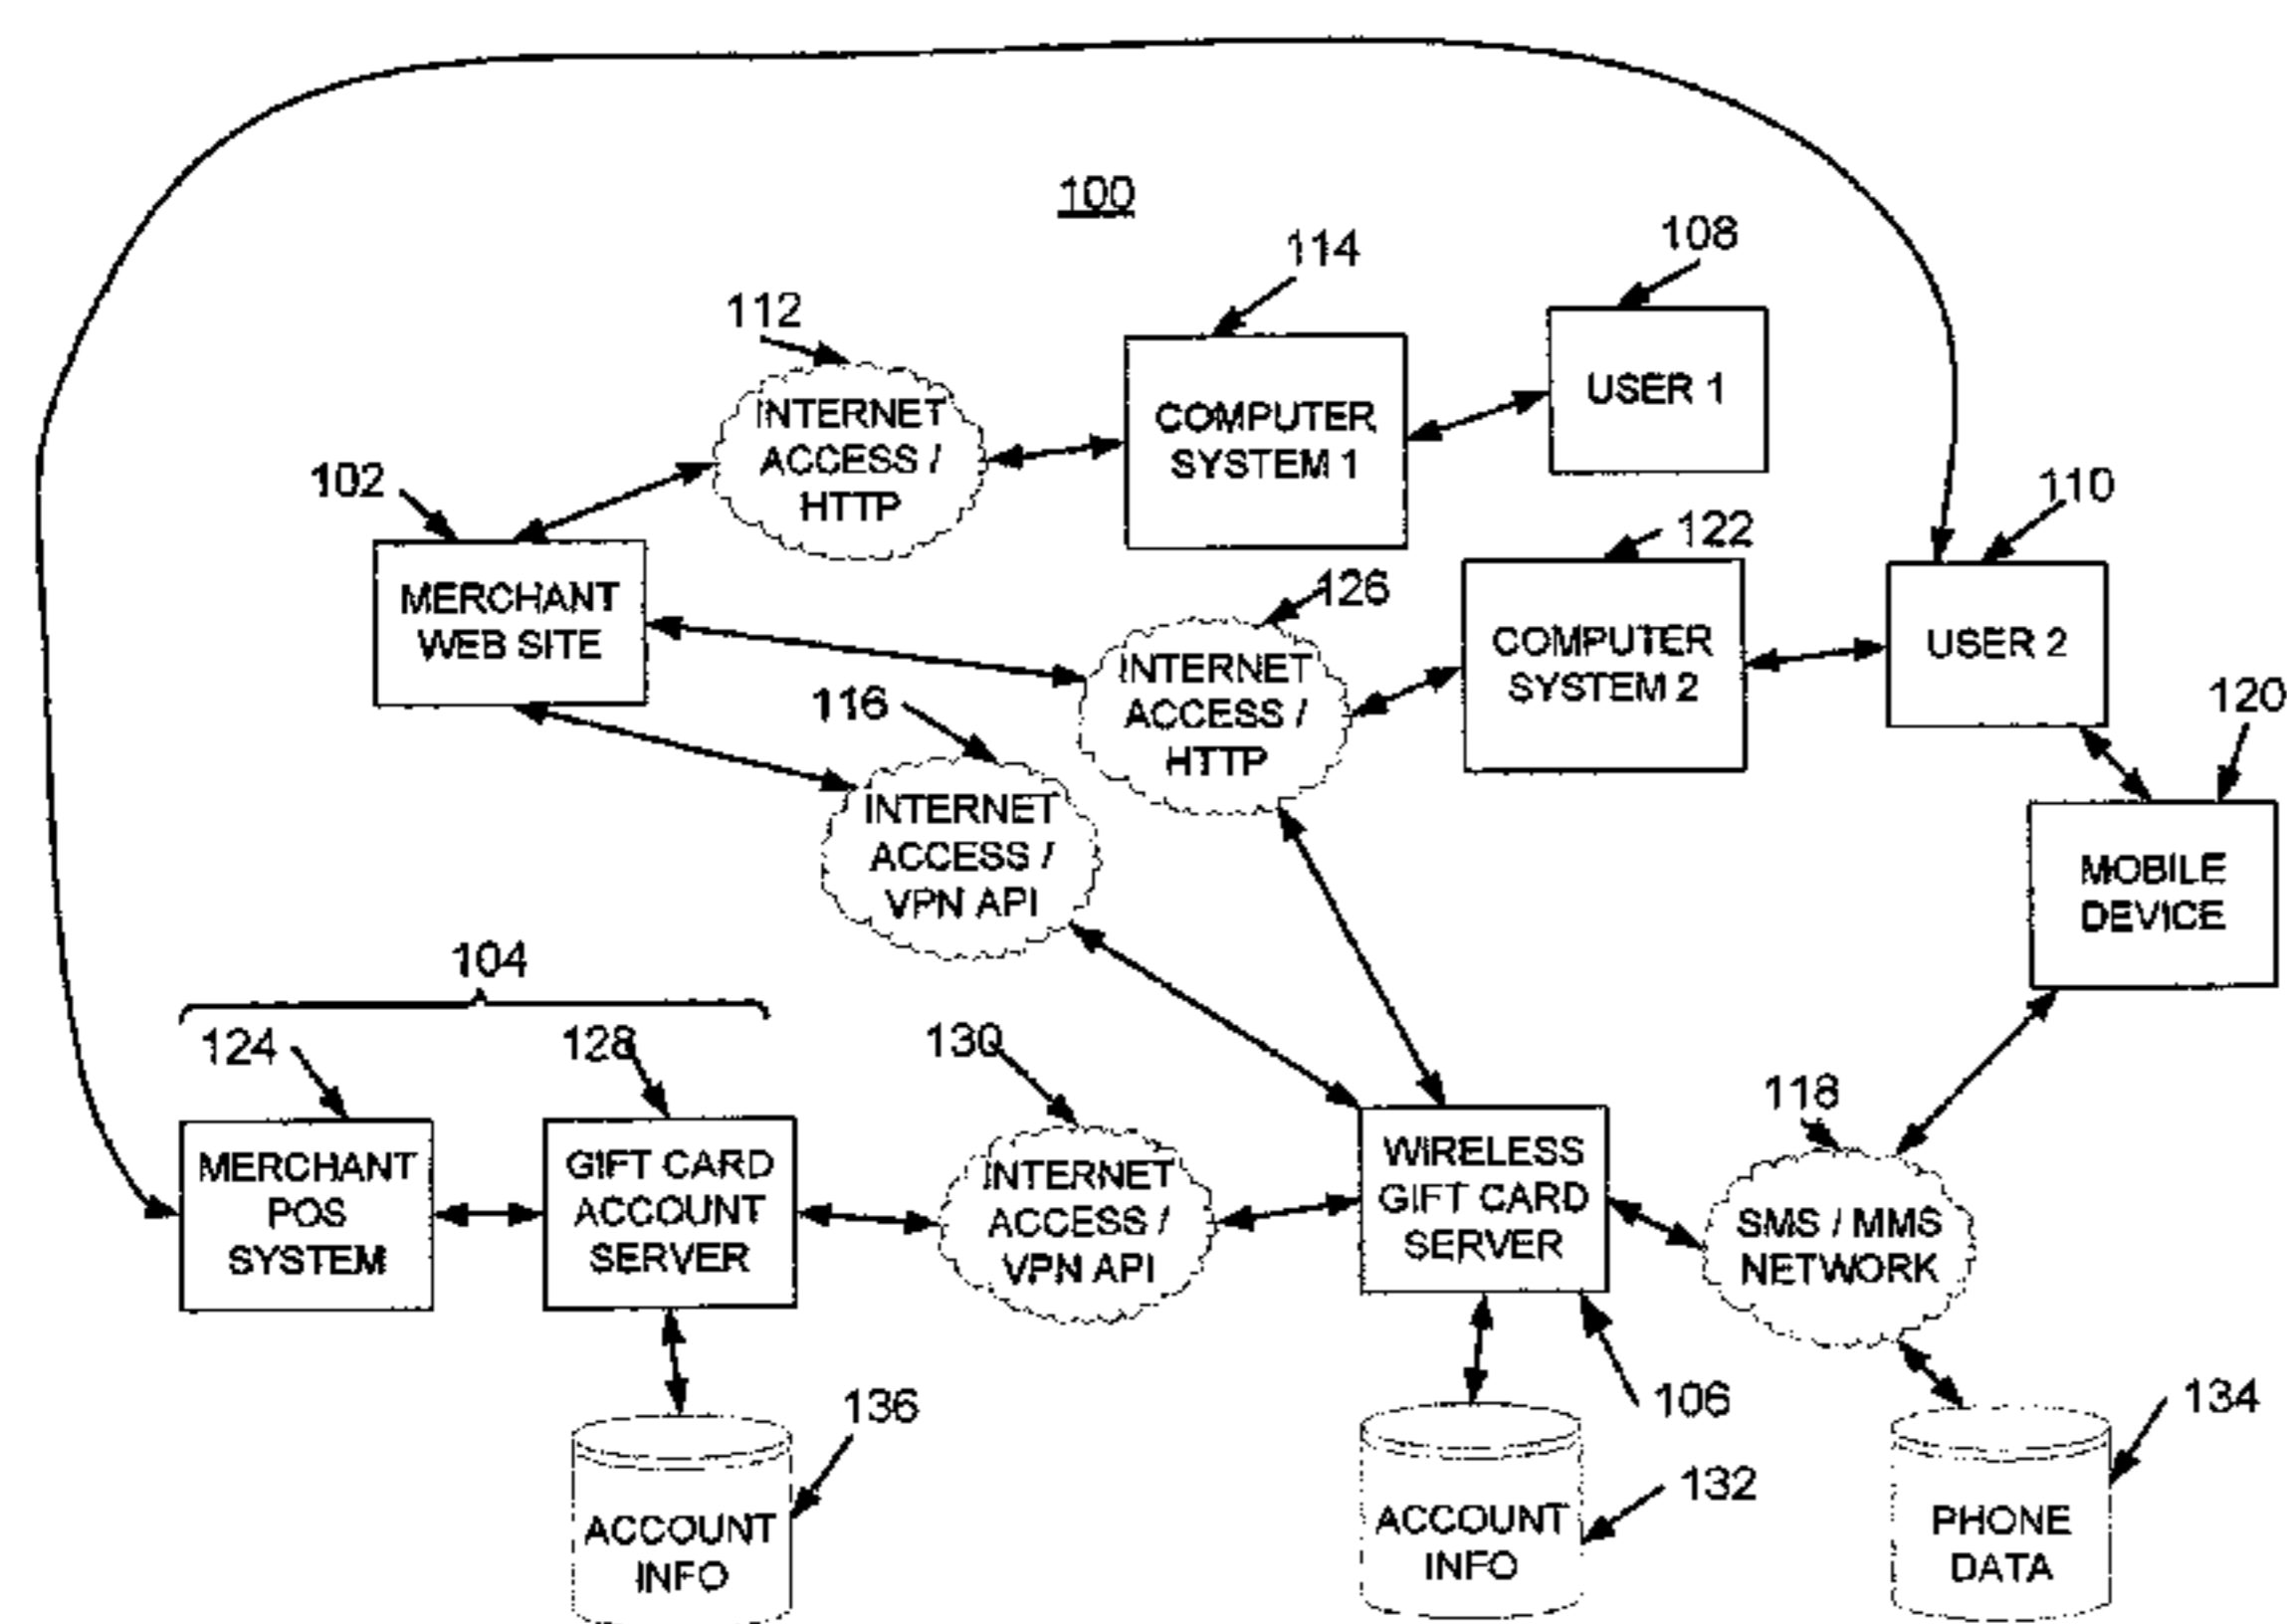 100
114
108
112
INTERNET
ACCESS /
HTTP
COMPUTER
SYSTEM 1
USER 1
102
110
122
126
MERCHANT
WEB SITE
INTERNET
ACCESS /
HTTP
COMPUTER
SYSTEM 2
USER 2
120
116
INTERNET
ACCESS /
VPN API
MOBILE
DEVICE
104
124
128
130
118
MERCHANT
POS
SYSTEM
GIFT CARD
ACCOUNT
SERVER
INTERNET
ACCESS /
VPN API
WIRELESS
GIFT CARD
SERVER
SMS / MMS
NETWORK
136
106
134
132
ACCOUNT
INFO
ACCOUNT
INFO
PHONE
DATA